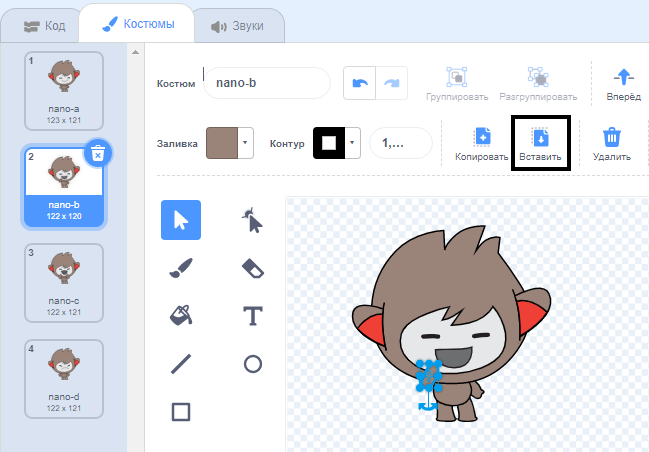 Код
Костюмы
Звуки
1
nano-a
123 x 121
2
nano-b
122 x 120
3
nano-c
122 x 121
4
nano-d
122 x 121
Костюм
nano-b
Группировать
Разгруппировать
Вперёд
Заливка
Контур
1,...
Копировать
Вставить
Удалить